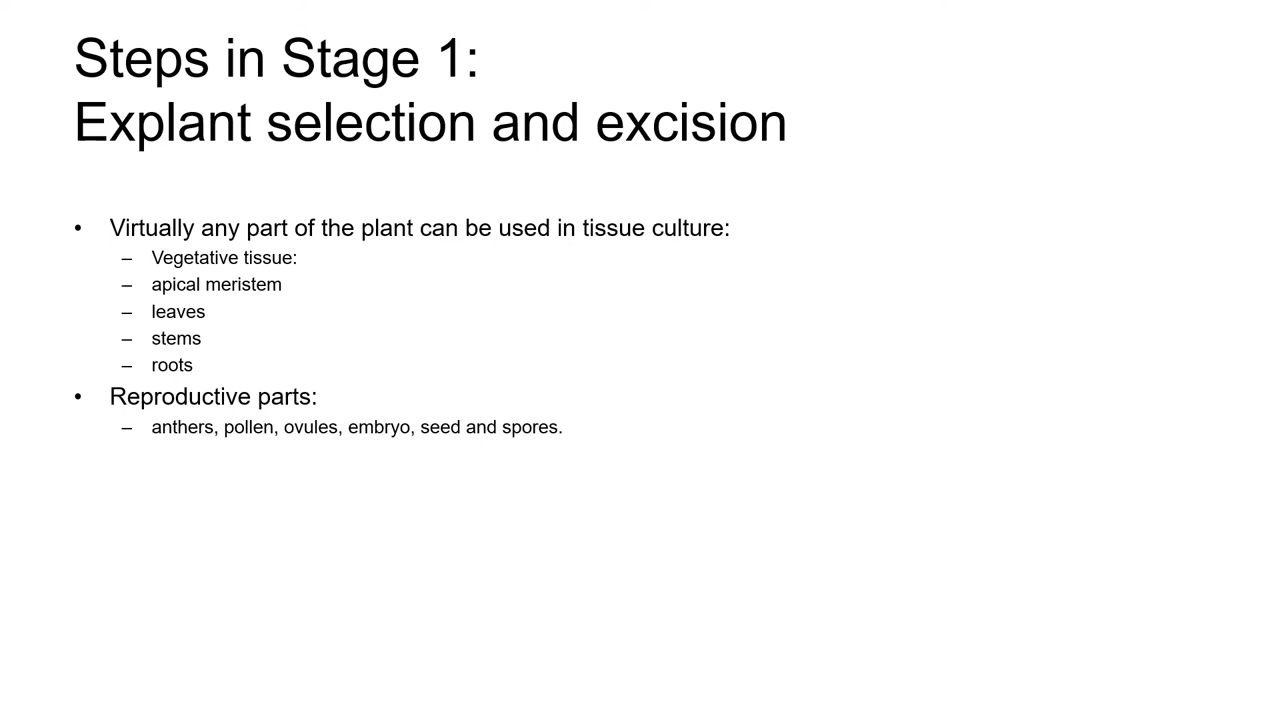 Steps in Stage 1:
Explant selection and excision
• Virtually any part of the plant can be used in tissue culture:
– Vegetative tissue:
– apical meristem
– leaves
– stems
– roots
• Reproductive parts:
– anthers, pollen, ovules, embryo, seed and spores.